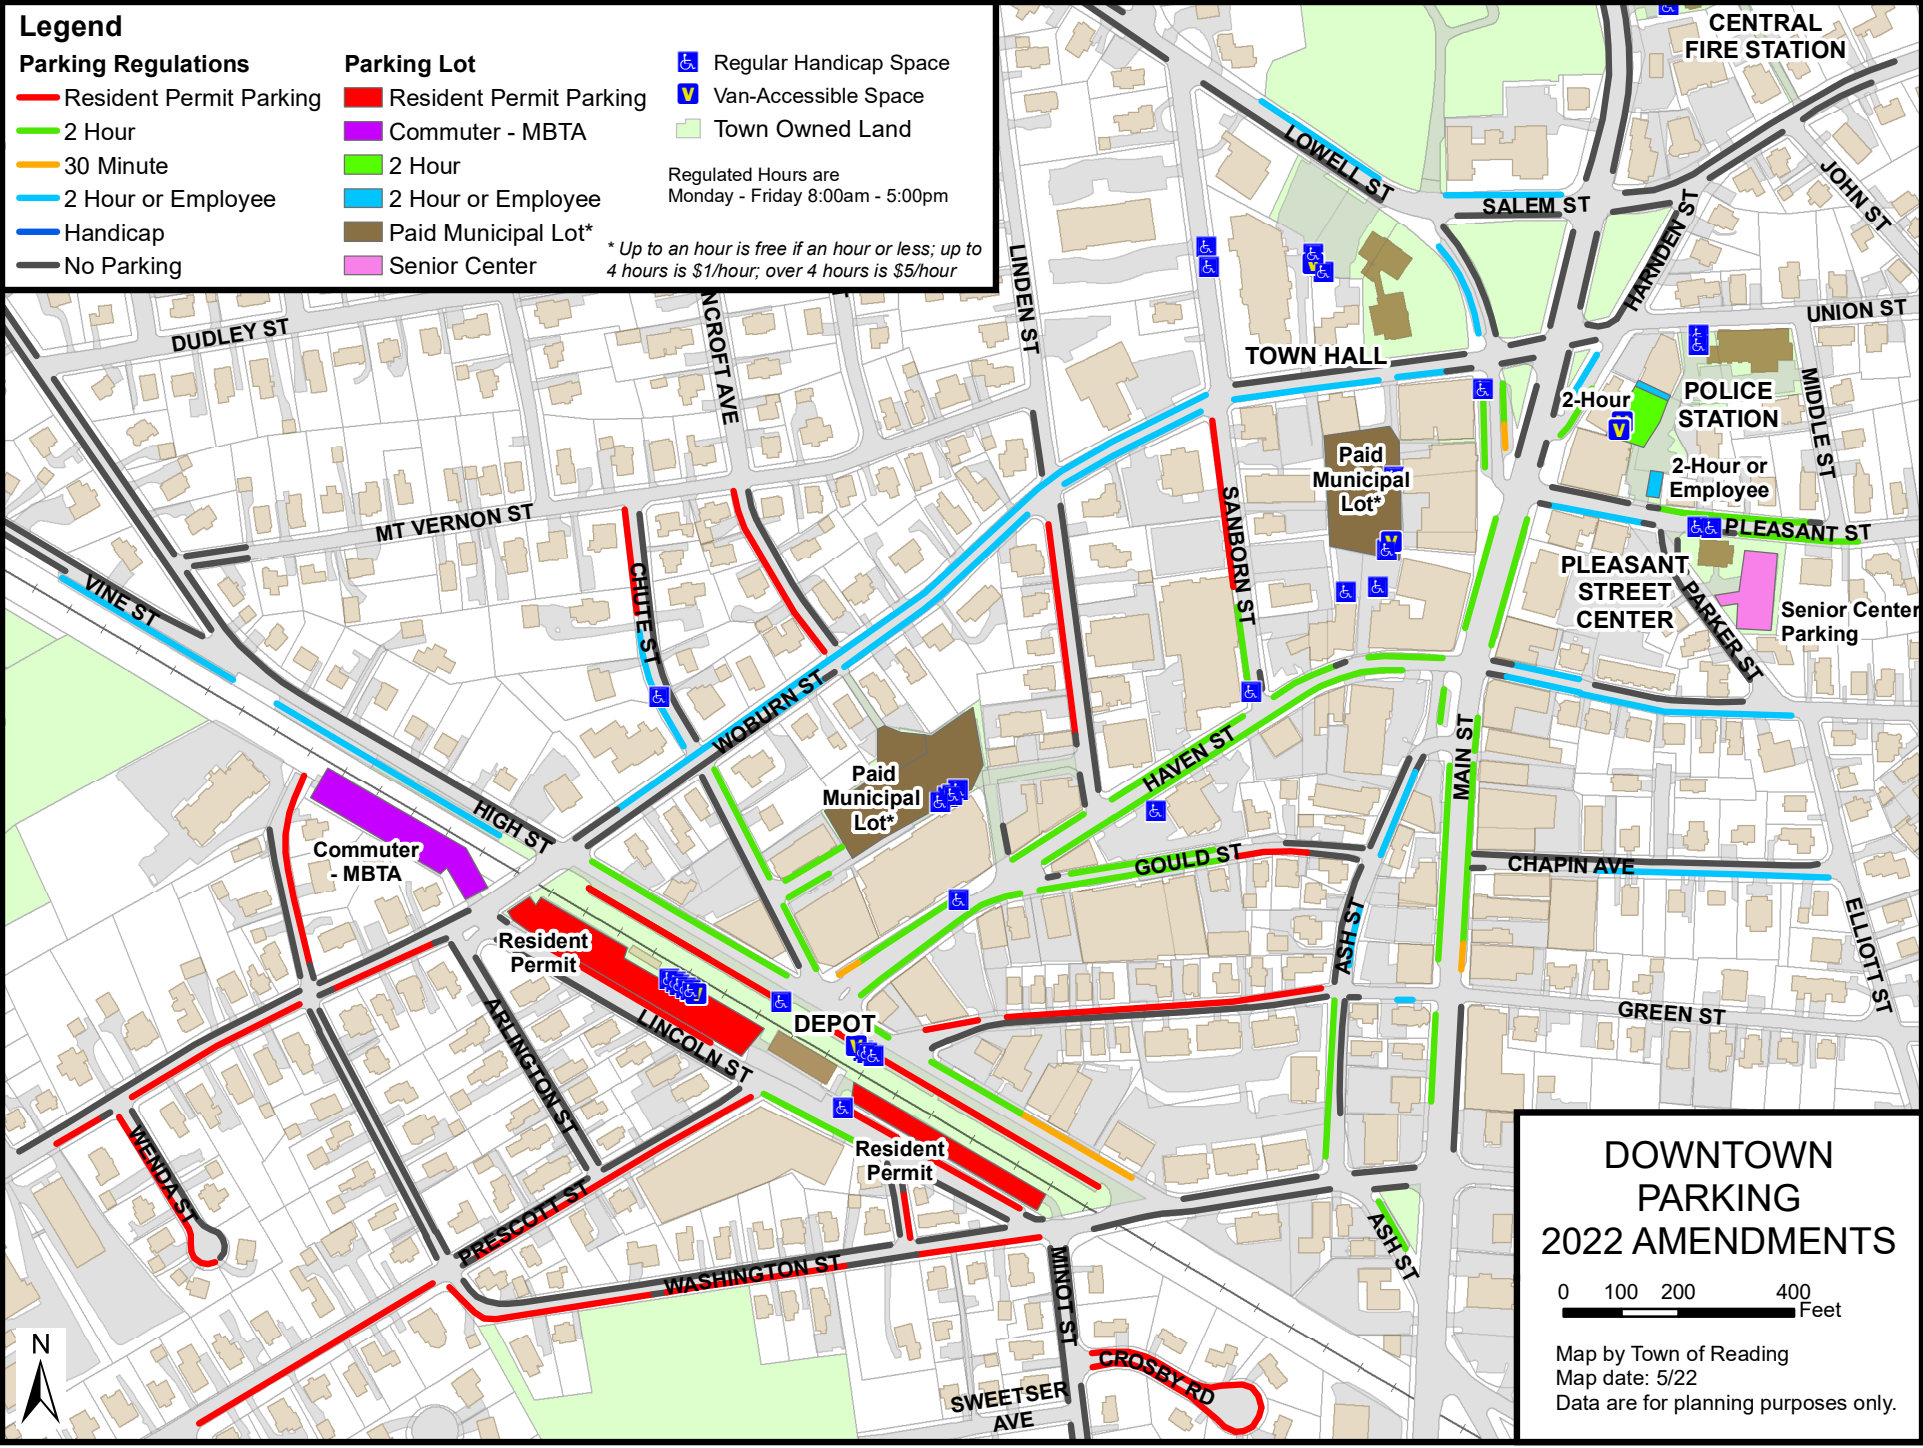 Legend
Parking Regulations
Resident Permit Parking
2 Hour
30 Minute
2 Hour or Employee
Handicap
No Parking
Parking Lot
Resident Permit Parking
Commuter - MBTA
2 Hour
2 Hour or Employee
Paid Municipal Lot*
Senior Center
Regular Handicap Space
V Van-Accessible Space
Town Owned Land
Regulated Hours are
Monday - Friday 8:00am - 5:00pm
* Up to an hour is free if an hour or less; up to
4 hours is $1/hour; over 4 hours is $5/hour
CENTRAL
FIRE STATION
LOWELL ST
SALEM ST
JOHN ST
HARNDEN ST
UNION ST
LINDEN ST
DUDLEY ST
NCROFT AVE
TOWN HALL
2-Hour
V
POLICE
STATION
MIDDLE ST
Paid
Municipal
Lot*
V
2-Hour or
Employee
PLEASANT ST
SANBORN ST
MT VERNON ST
CHUTE ST
VINE ST
PLEASANT
STREET
CENTER
PARKER ST
Senior Center
Parking
WOBURN ST
Paid
Municipal
Lot*
HAVEN ST
MAIN ST
HIGH ST
Commuter
- MBTA
GOULD ST
CHAPIN AVE
ASH ST
ELLIOTT ST
Resident
Permit
V
ARLINGTON ST
LINCOLN ST
DEPOT
V
GREEN ST
Resident
Permit
WENDA ST
PRESCOTT ST
WASHINGTON ST
MINOT ST
ASH ST
CROSBY RD
SWEETSER
AVE
N
DOWNTOWN
PARKING
2022 AMENDMENTS
0 100 200 400
Feet
Map by Town of Reading
Map date: 5/22
Data are for planning purposes only.